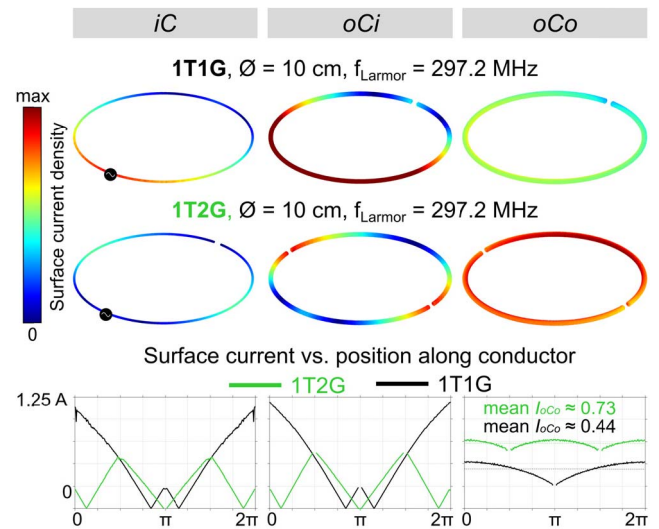 iC oCi oCo
1T1G, Ø = 10 cm, fLarmor = 297.2 MHz
max
Surface current density
0
1T2G, Ø = 10 cm, fLarmor = 297.2 MHz
Surface current vs. position along conductor
1T2G 1T1G
1.25 A
mean IoCo ≈ 0.73
mean IoCo ≈ 0.44
0
0 π 2π 0 π 2π 0 π 2π